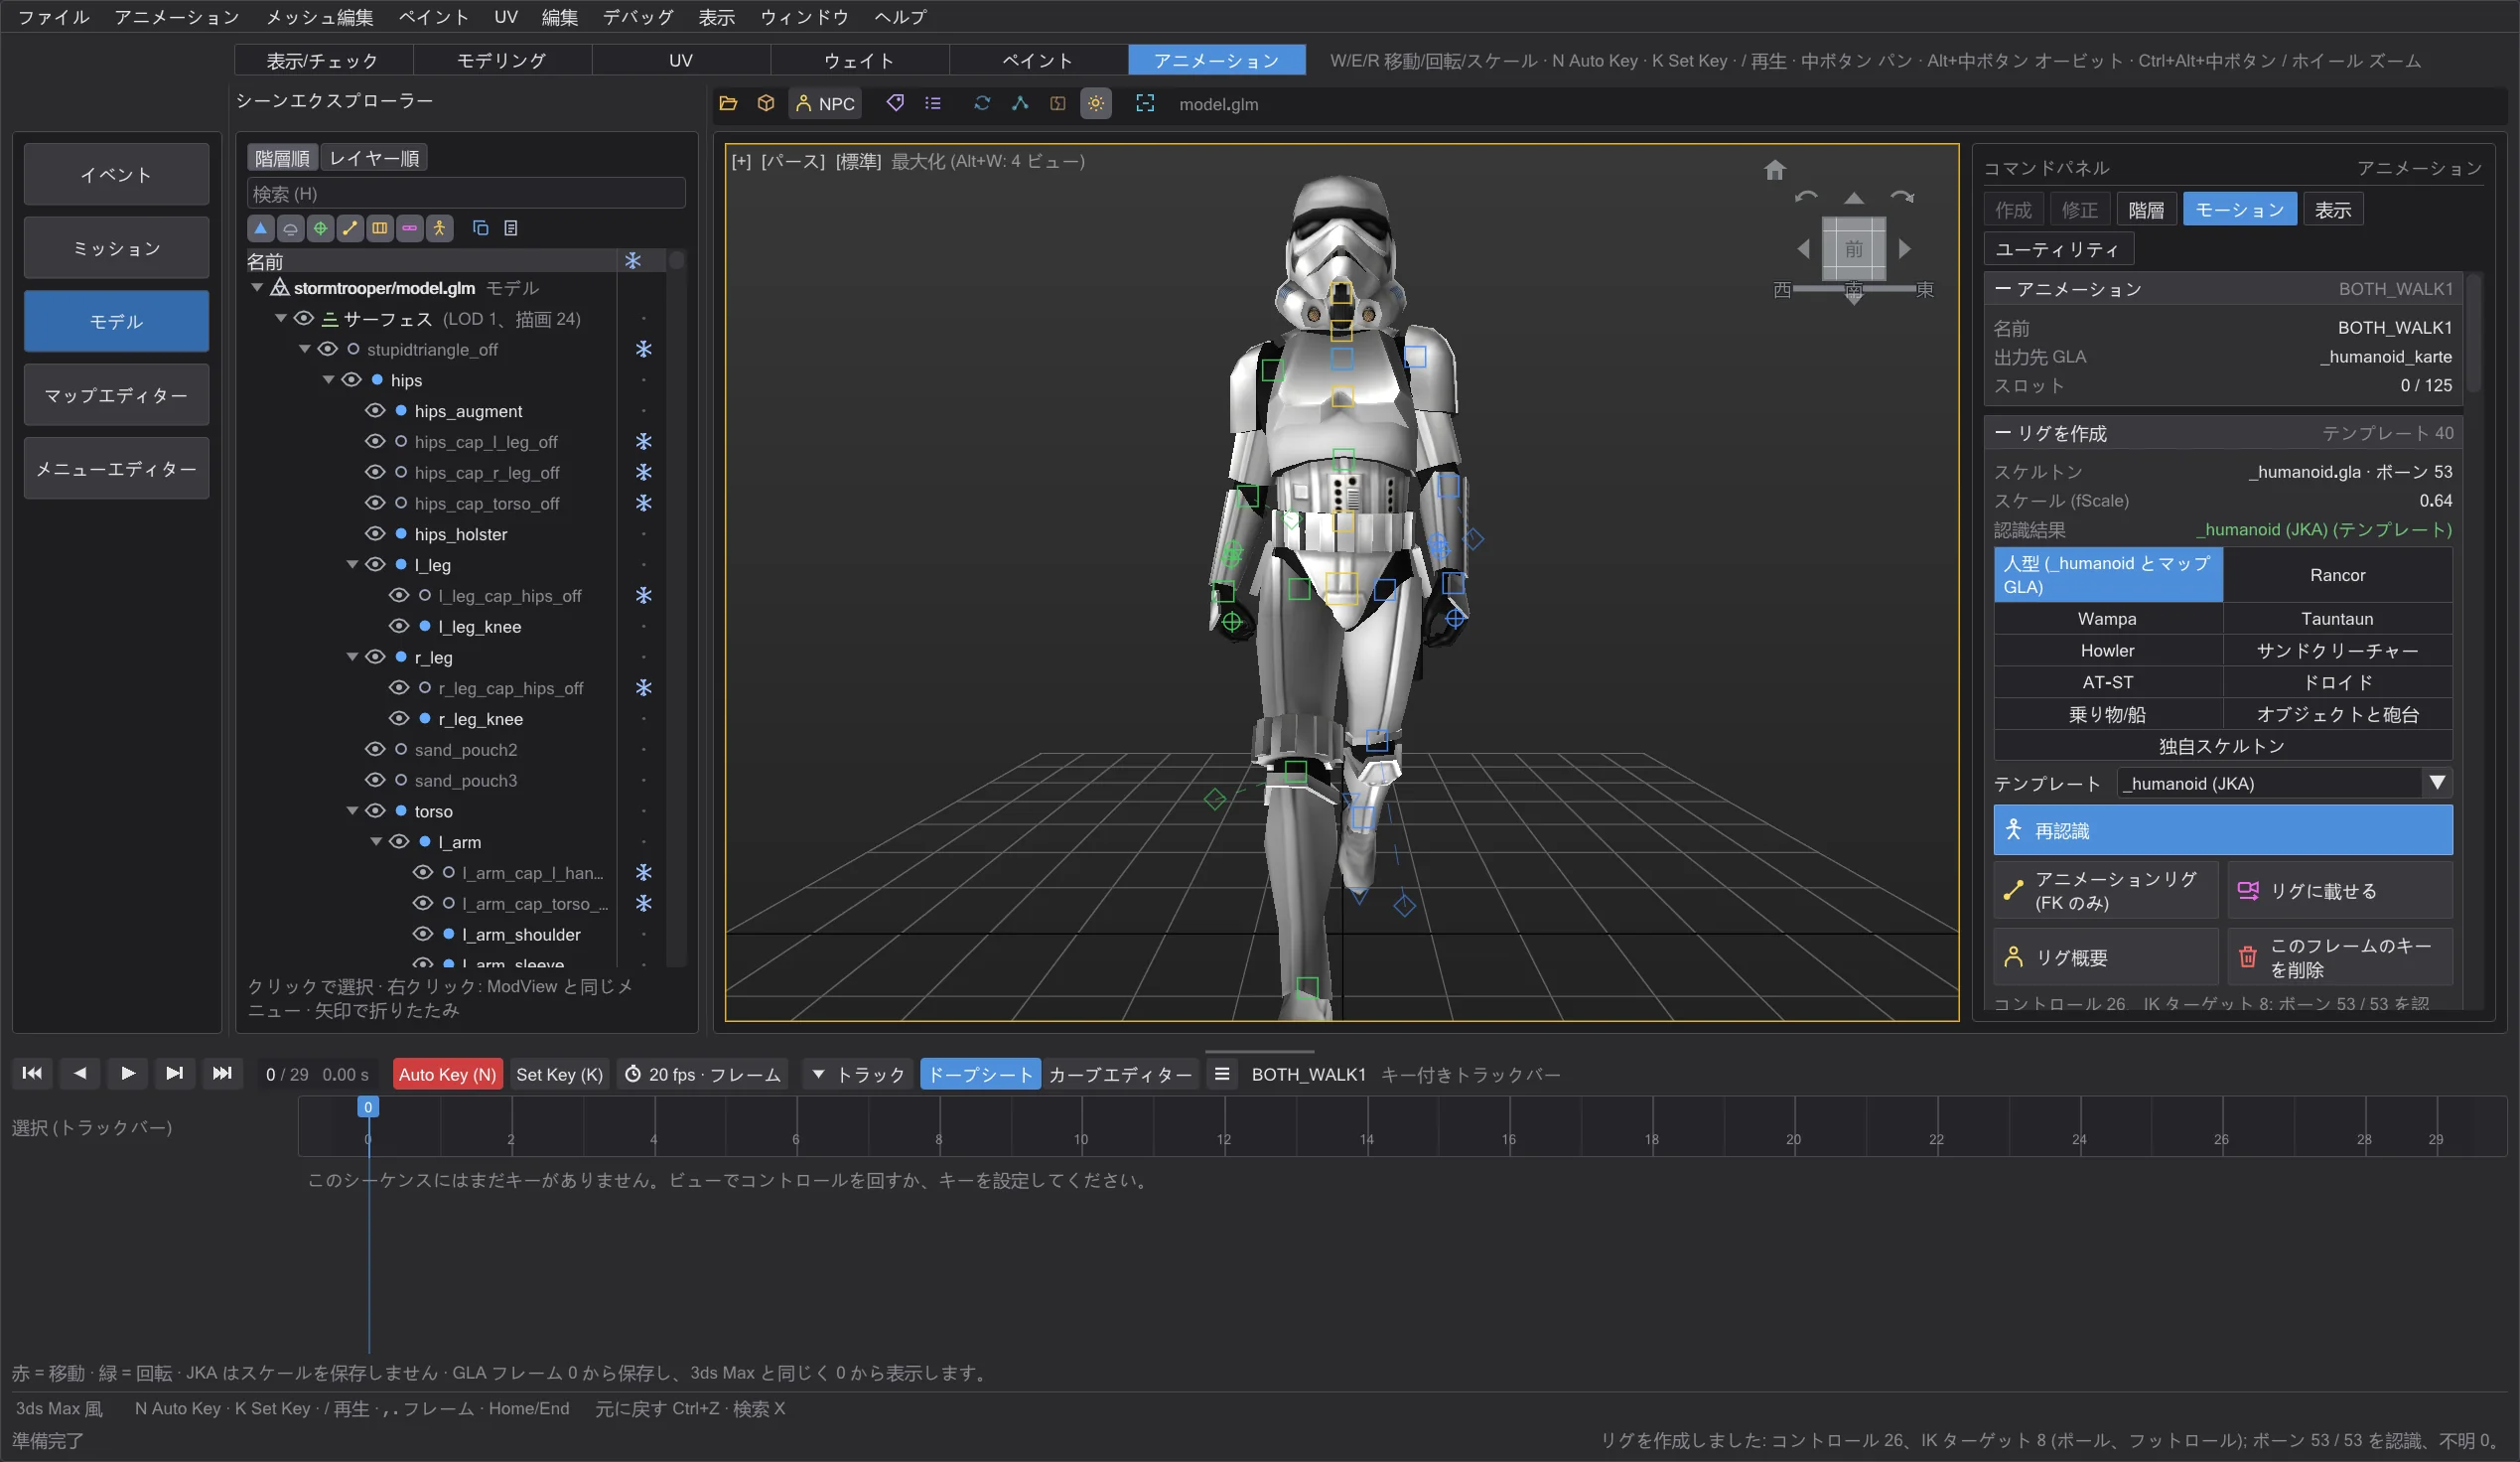 ファイル アニメーション メッシュ編集 ペイント UV 編集 デバッグ 表示 ウィンドウ ヘルプ
表示/チェック モデリング UV ウェイト ペイント アニメーション W/E/R 移動/回転/スケール · N Auto Key · K Set Key · / 再生 · 中ボタン パン · Alt+中ボタン オービット · Ctrl+Alt+中ボタン / ホイール ズーム
シーンエクスプローラー
NPC model.glm
イベント
ミッション
モデル
マップエディター
メニューエディター
階層順 レイヤー順
検索 (H)
名前
stormtrooper/model.glm モデル
サーフェス (LOD 1、描画 24)
stupidtriangle_off
hips
hips_augment
hips_cap_l_leg_off
hips_cap_r_leg_off
hips_cap_torso_off
hips_holster
l_leg
l_leg_cap_hips_off
l_leg_knee
r_leg
r_leg_cap_hips_off
r_leg_knee
sand_pouch2
sand_pouch3
torso
l_arm
l_arm_cap_l_han...
l_arm_cap_torso_...
l_arm_shoulder
l_arm_sleeve
クリックで選択 · 右クリック: ModView と同じメ
ニュー · 矢印で折りたたみ
[+] [パース] [標準] 最大化 (Alt+W: 4 ビュー)
前
西 南 東
コマンドパネル アニメーション
作成 修正 階層 モーション 表示
ユーティリティ
アニメーション BOTH_WALK1
名前 BOTH_WALK1
出力先 GLA _humanoid_karte
スロット 0 / 125
リグを作成 テンプレート 40
スケルトン _humanoid.gla · ボーン 53
スケール (fScale) 0.64
認識結果 _humanoid (JKA) (テンプレート)
人型 (_humanoid とマップ
GLA)
Rancor
Wampa Tauntaun
Howler サンドクリーチャー
AT-ST ドロイド
乗り物/船 オブジェクトと砲台
独自スケルトン
テンプレート _humanoid (JKA)
再認識
アニメーションリグ
(FK のみ)
リグに載せる
リグ概要
このフレームのキー
を削除
コントロール 26、IK ターゲット 8; ボーン 53 / 53 を認
0 / 29 0.00 s Auto Key (N) Set Key (K) 20 fps · フレーム トラック ドープシート カーブエディター BOTH_WALK1 キー付きトラックバー
選択 (トラックバー)
0
0 2 4 6 8 10 12 14 16 18 20 22 24 26 28 29
このシーケンスにはまだキーがありません。ビューでコントロールを回すか、キーを設定してください。
赤 = 移動 · 緑 = 回転 · JKA はスケールを保存しません · GLA フレーム 0 から保存し、3ds Max と同じく 0 から表示します。
3ds Max 風 N Auto Key · K Set Key · / 再生 · , . フレーム · Home/End 元に戻す Ctrl+Z · 検索 X
準備完了 リグを作成しました: コントロール 26、IK ターゲット 8 (ポール、フットロール); ボーン 53 / 53 を認識、不明 0。